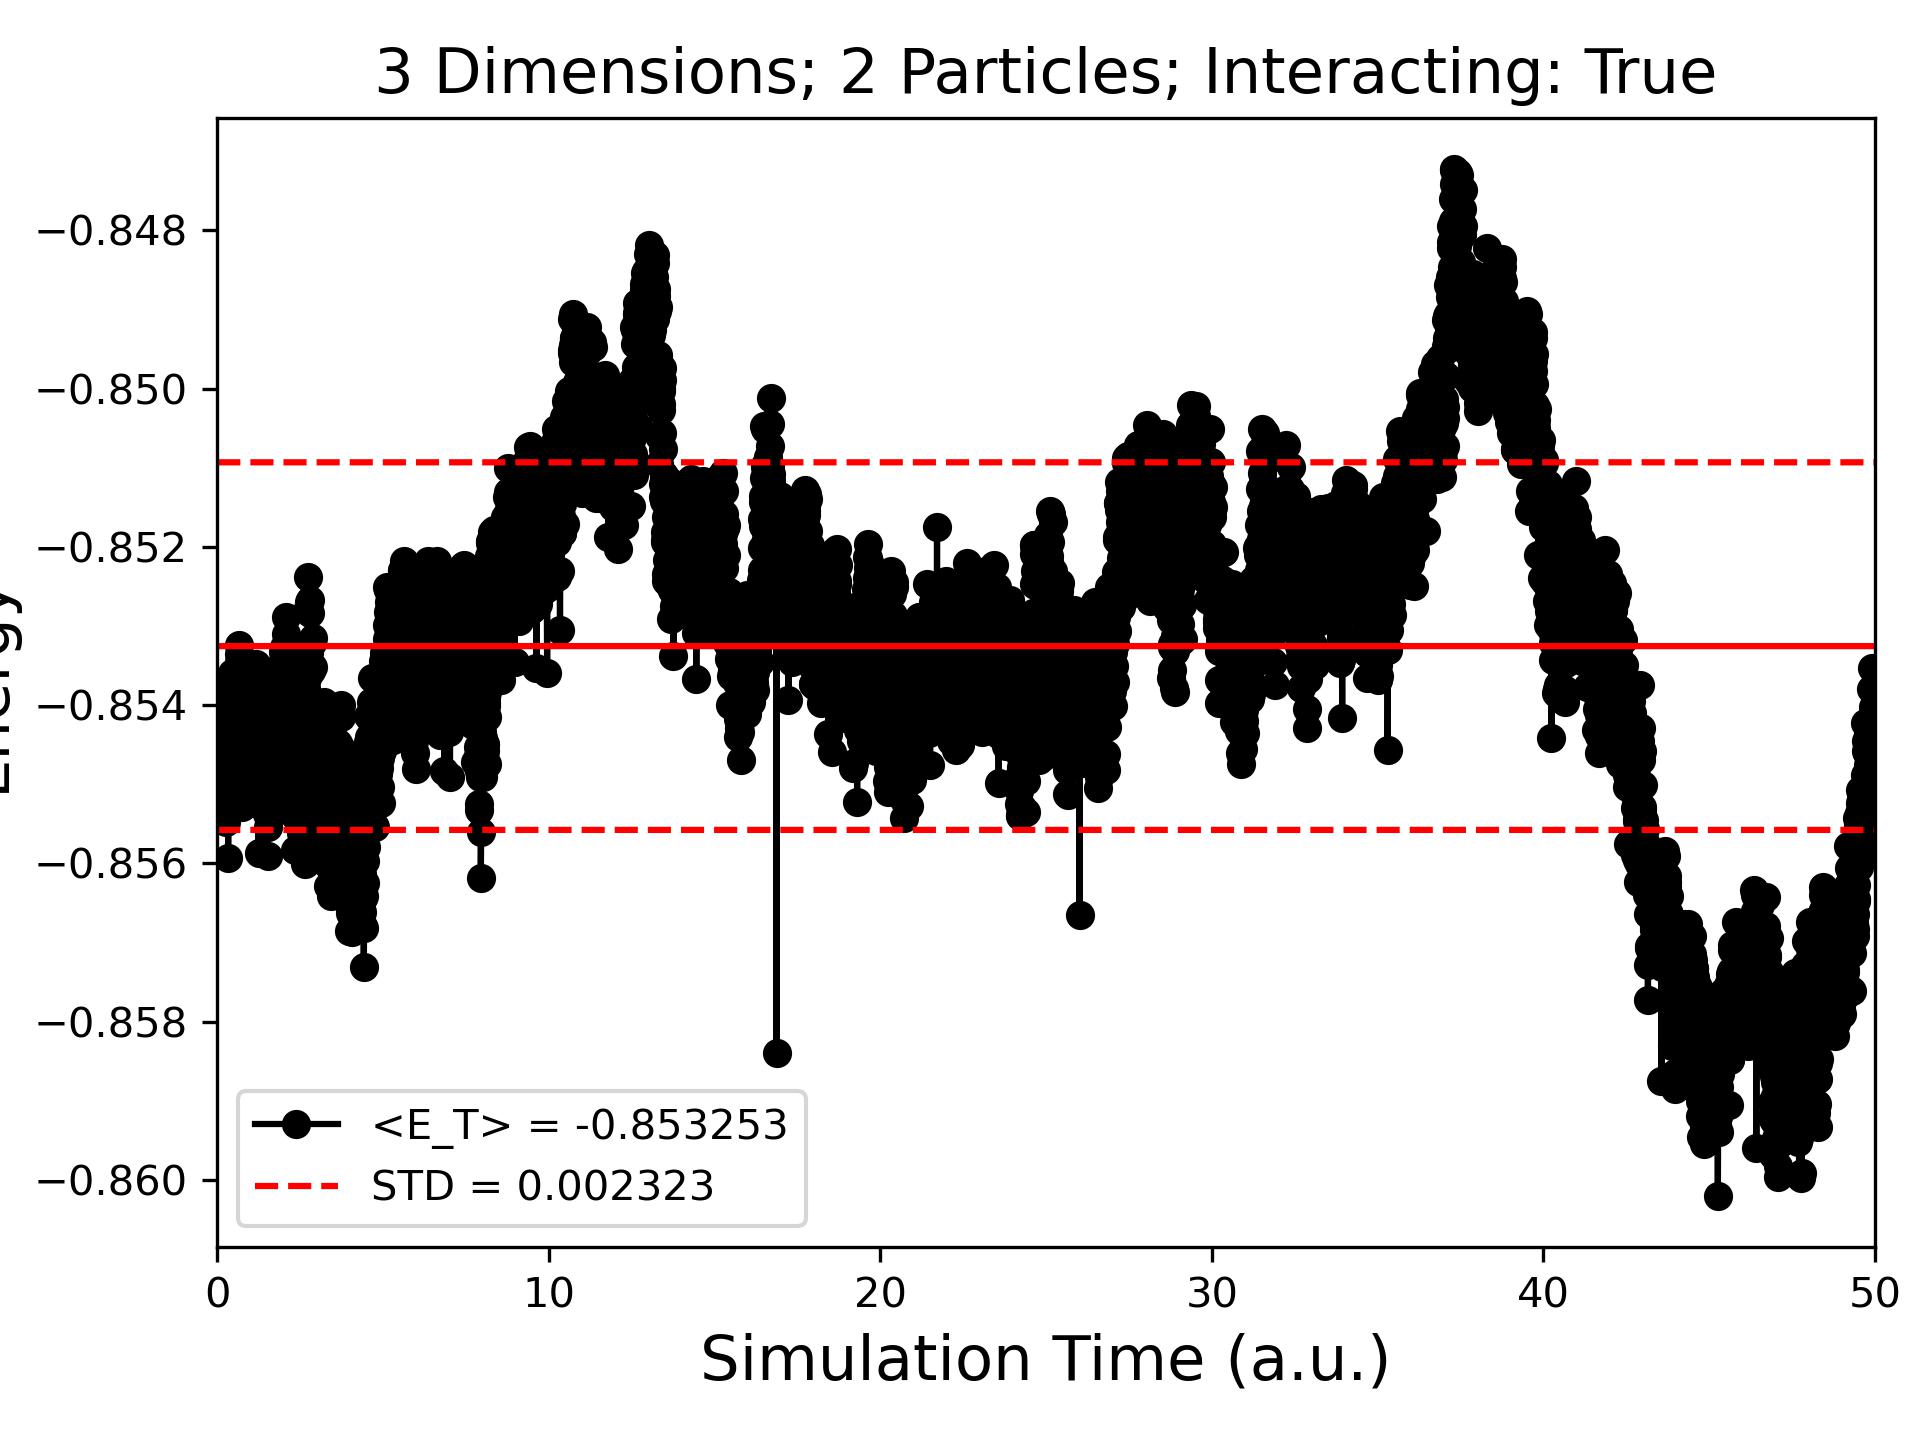 3 Dimensions; 2 Particles; Interacting: True
−0.848
−0.850
−0.852
−0.854
−0.856
−0.858
−0.860
<E_T> = -0.853253
STD = 0.002323
0 10 20 30 40 50
Simulation Time (a.u.)